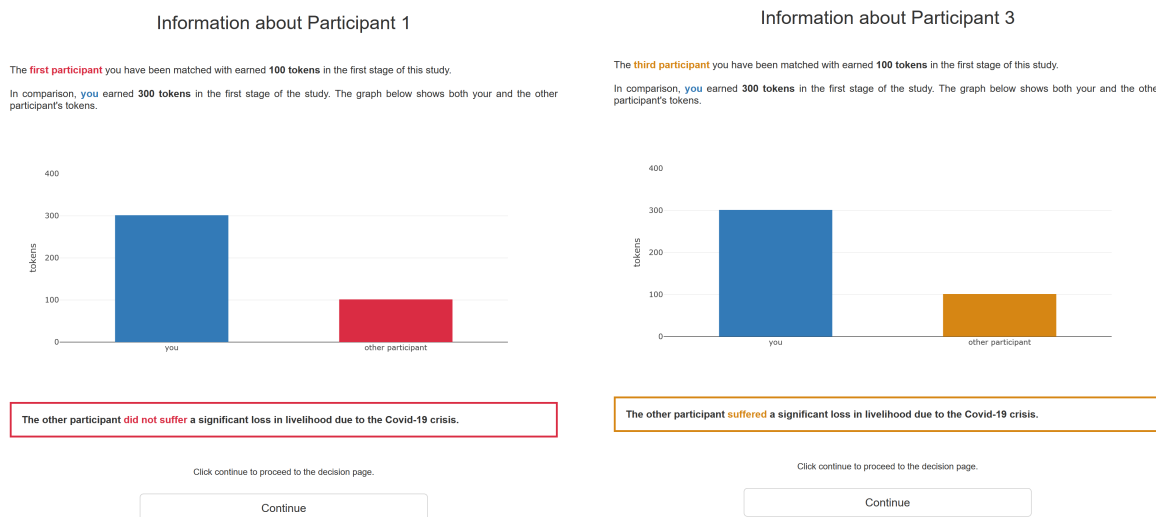 Information about Participant 1
The first participant you have been matched with earned 100 tokens in the first stage of this study.
In comparison, you earned 300 tokens in the first stage of the study. The graph below shows both your and the other
participant's tokens.
400
300
200
100
0
tokens
you
other participant
The other participant did not suffer a significant loss in livelihood due to the Covid-19 crisis.
Click continue to proceed to the decision page.
Continue
Information about Participant 3
The third participant you have been matched with earned 100 tokens in the first stage of this study.
In comparison, you earned 300 tokens in the first stage of the study. The graph below shows both your and the othe
participant's tokens.
400
300
200
100
0
tokens
you
other participant
The other participant suffered a significant loss in livelihood due to the Covid-19 crisis.
Click continue to proceed to the decision page.
Continue